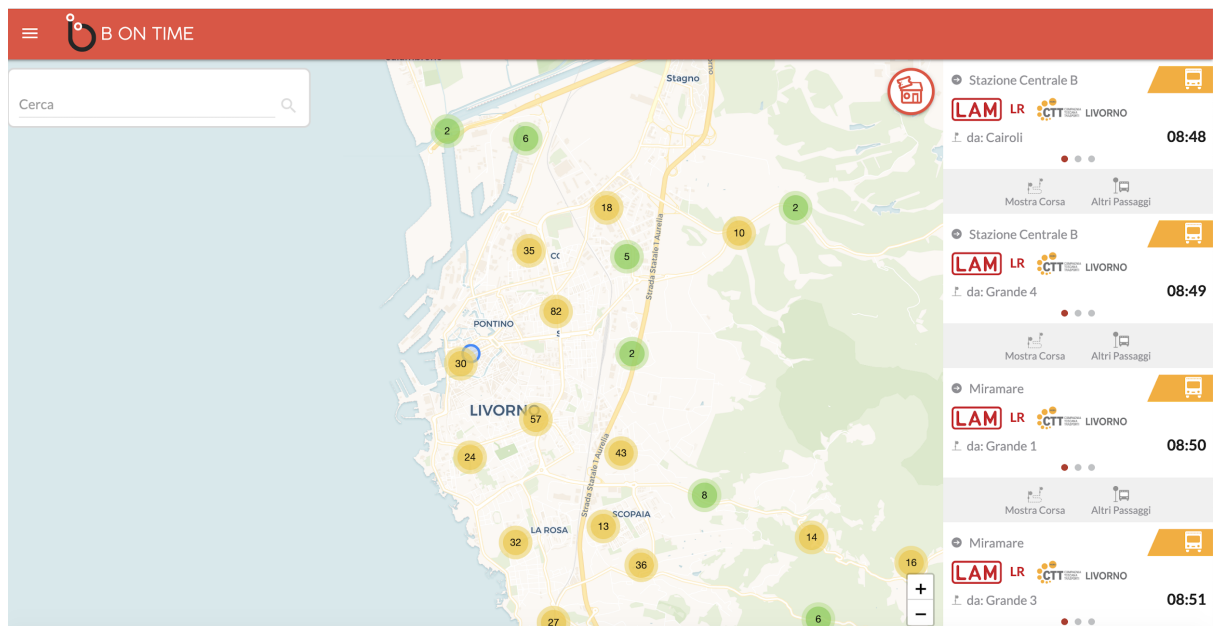 B ON TIME
Cerca
Stagno
2
6
18
2
10
35
5
Strada Statale 1 Aurelia
82
PONTINO
30
2
LIVORNO
57
24
43
Strada Statale 1 Aurelia
8
SCOPAIA
13
LA ROSA
32
14
36
16
27
6
+
−
Stazione Centrale B
LAM LR CTT LIVORNO
da: Cairoli 08:48
Mostra Corsa Altri Passaggi
Stazione Centrale B
LAM LR CTT LIVORNO
da: Grande 4 08:49
Mostra Corsa Altri Passaggi
Miramare
LAM LR CTT LIVORNO
da: Grande 1 08:50
Mostra Corsa Altri Passaggi
Miramare
LAM LR CTT LIVORNO
da: Grande 3 08:51